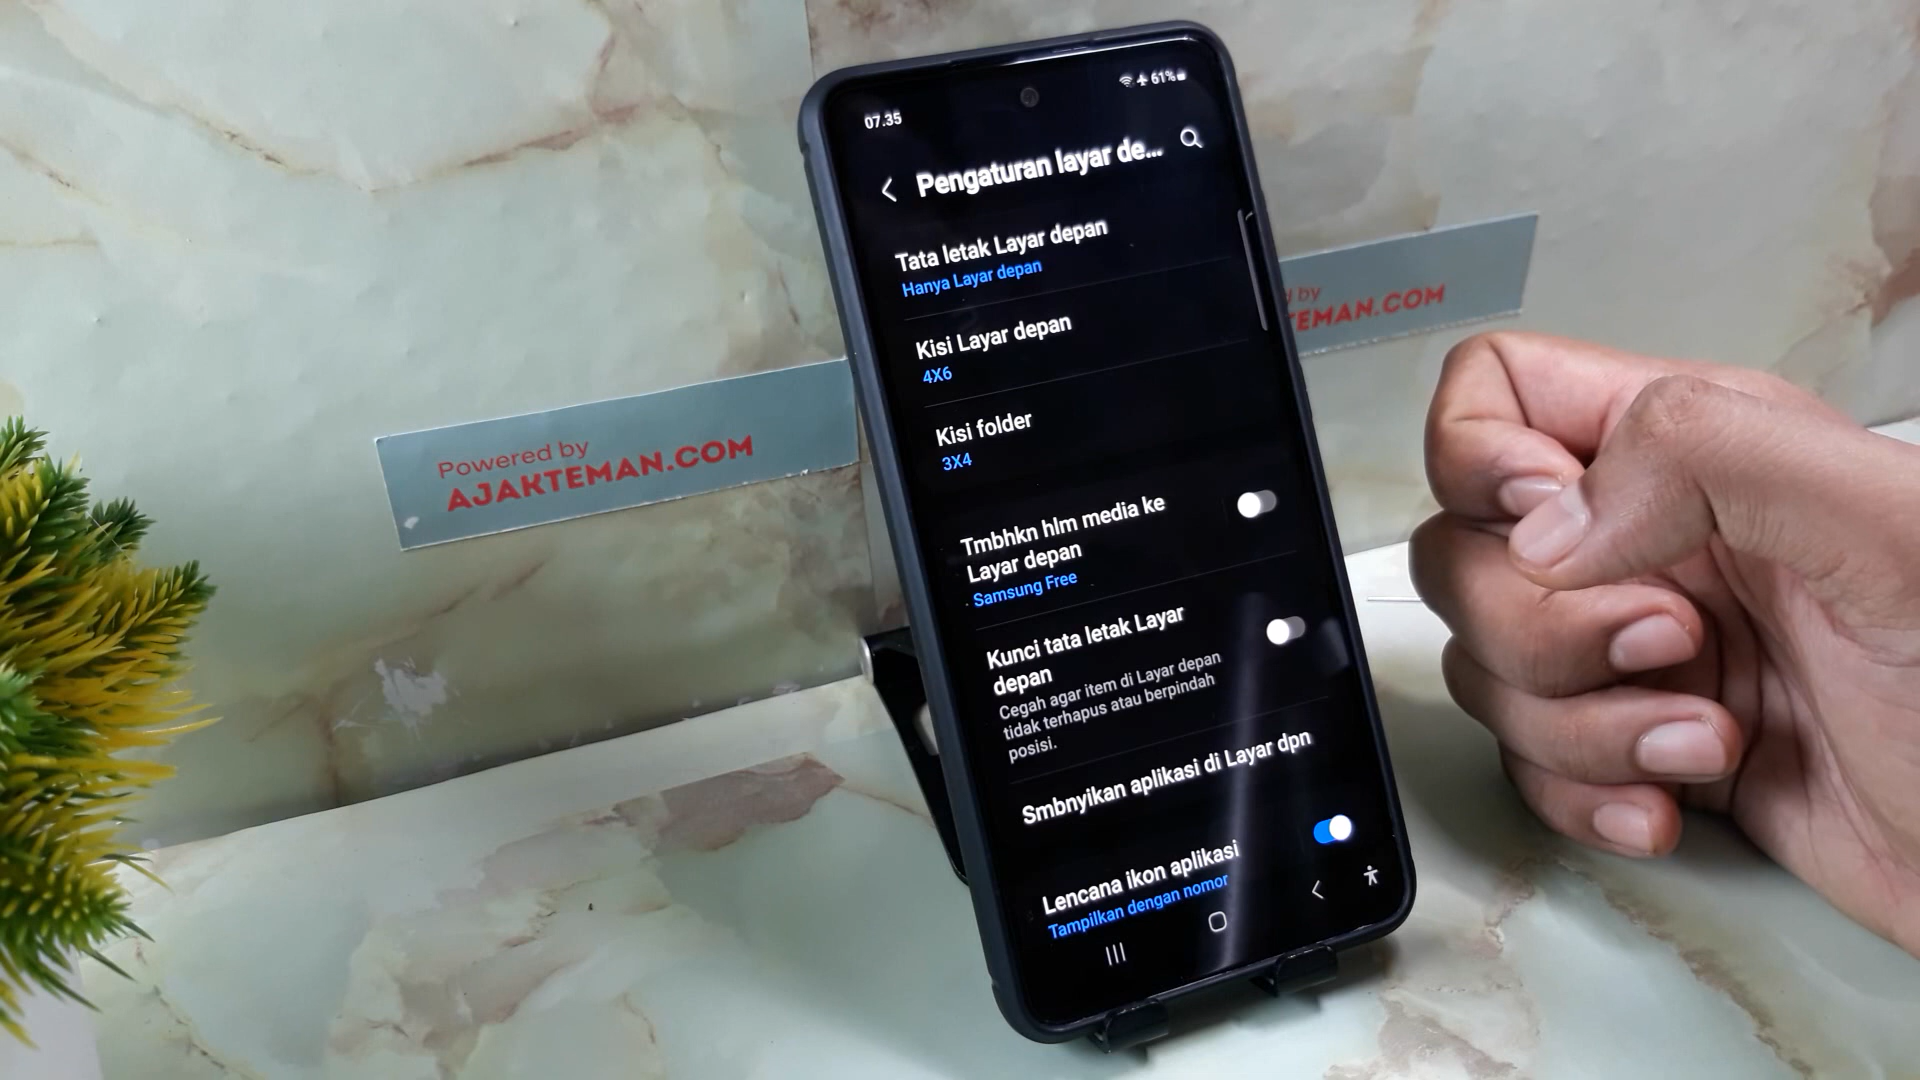 07.35
61%
Pengaturan layar de...
Tata letak Layar depan
Hanya Layar depan
Kisi Layar depan
4X6
Kisi folder
3X4
Tmbhkn hlm media ke
Layar depan
Samsung Free
Kunci tata letak Layar
depan
Cegah agar item di Layar depan
tidak terhapus atau berpindah
posisi.
Smbnyikan aplikasi di Layar dpn
Lencana ikon aplikasi
Tampilkan dengan nomor
Powered by
AJAKTEMAN.COM
by
TEMAN.COM